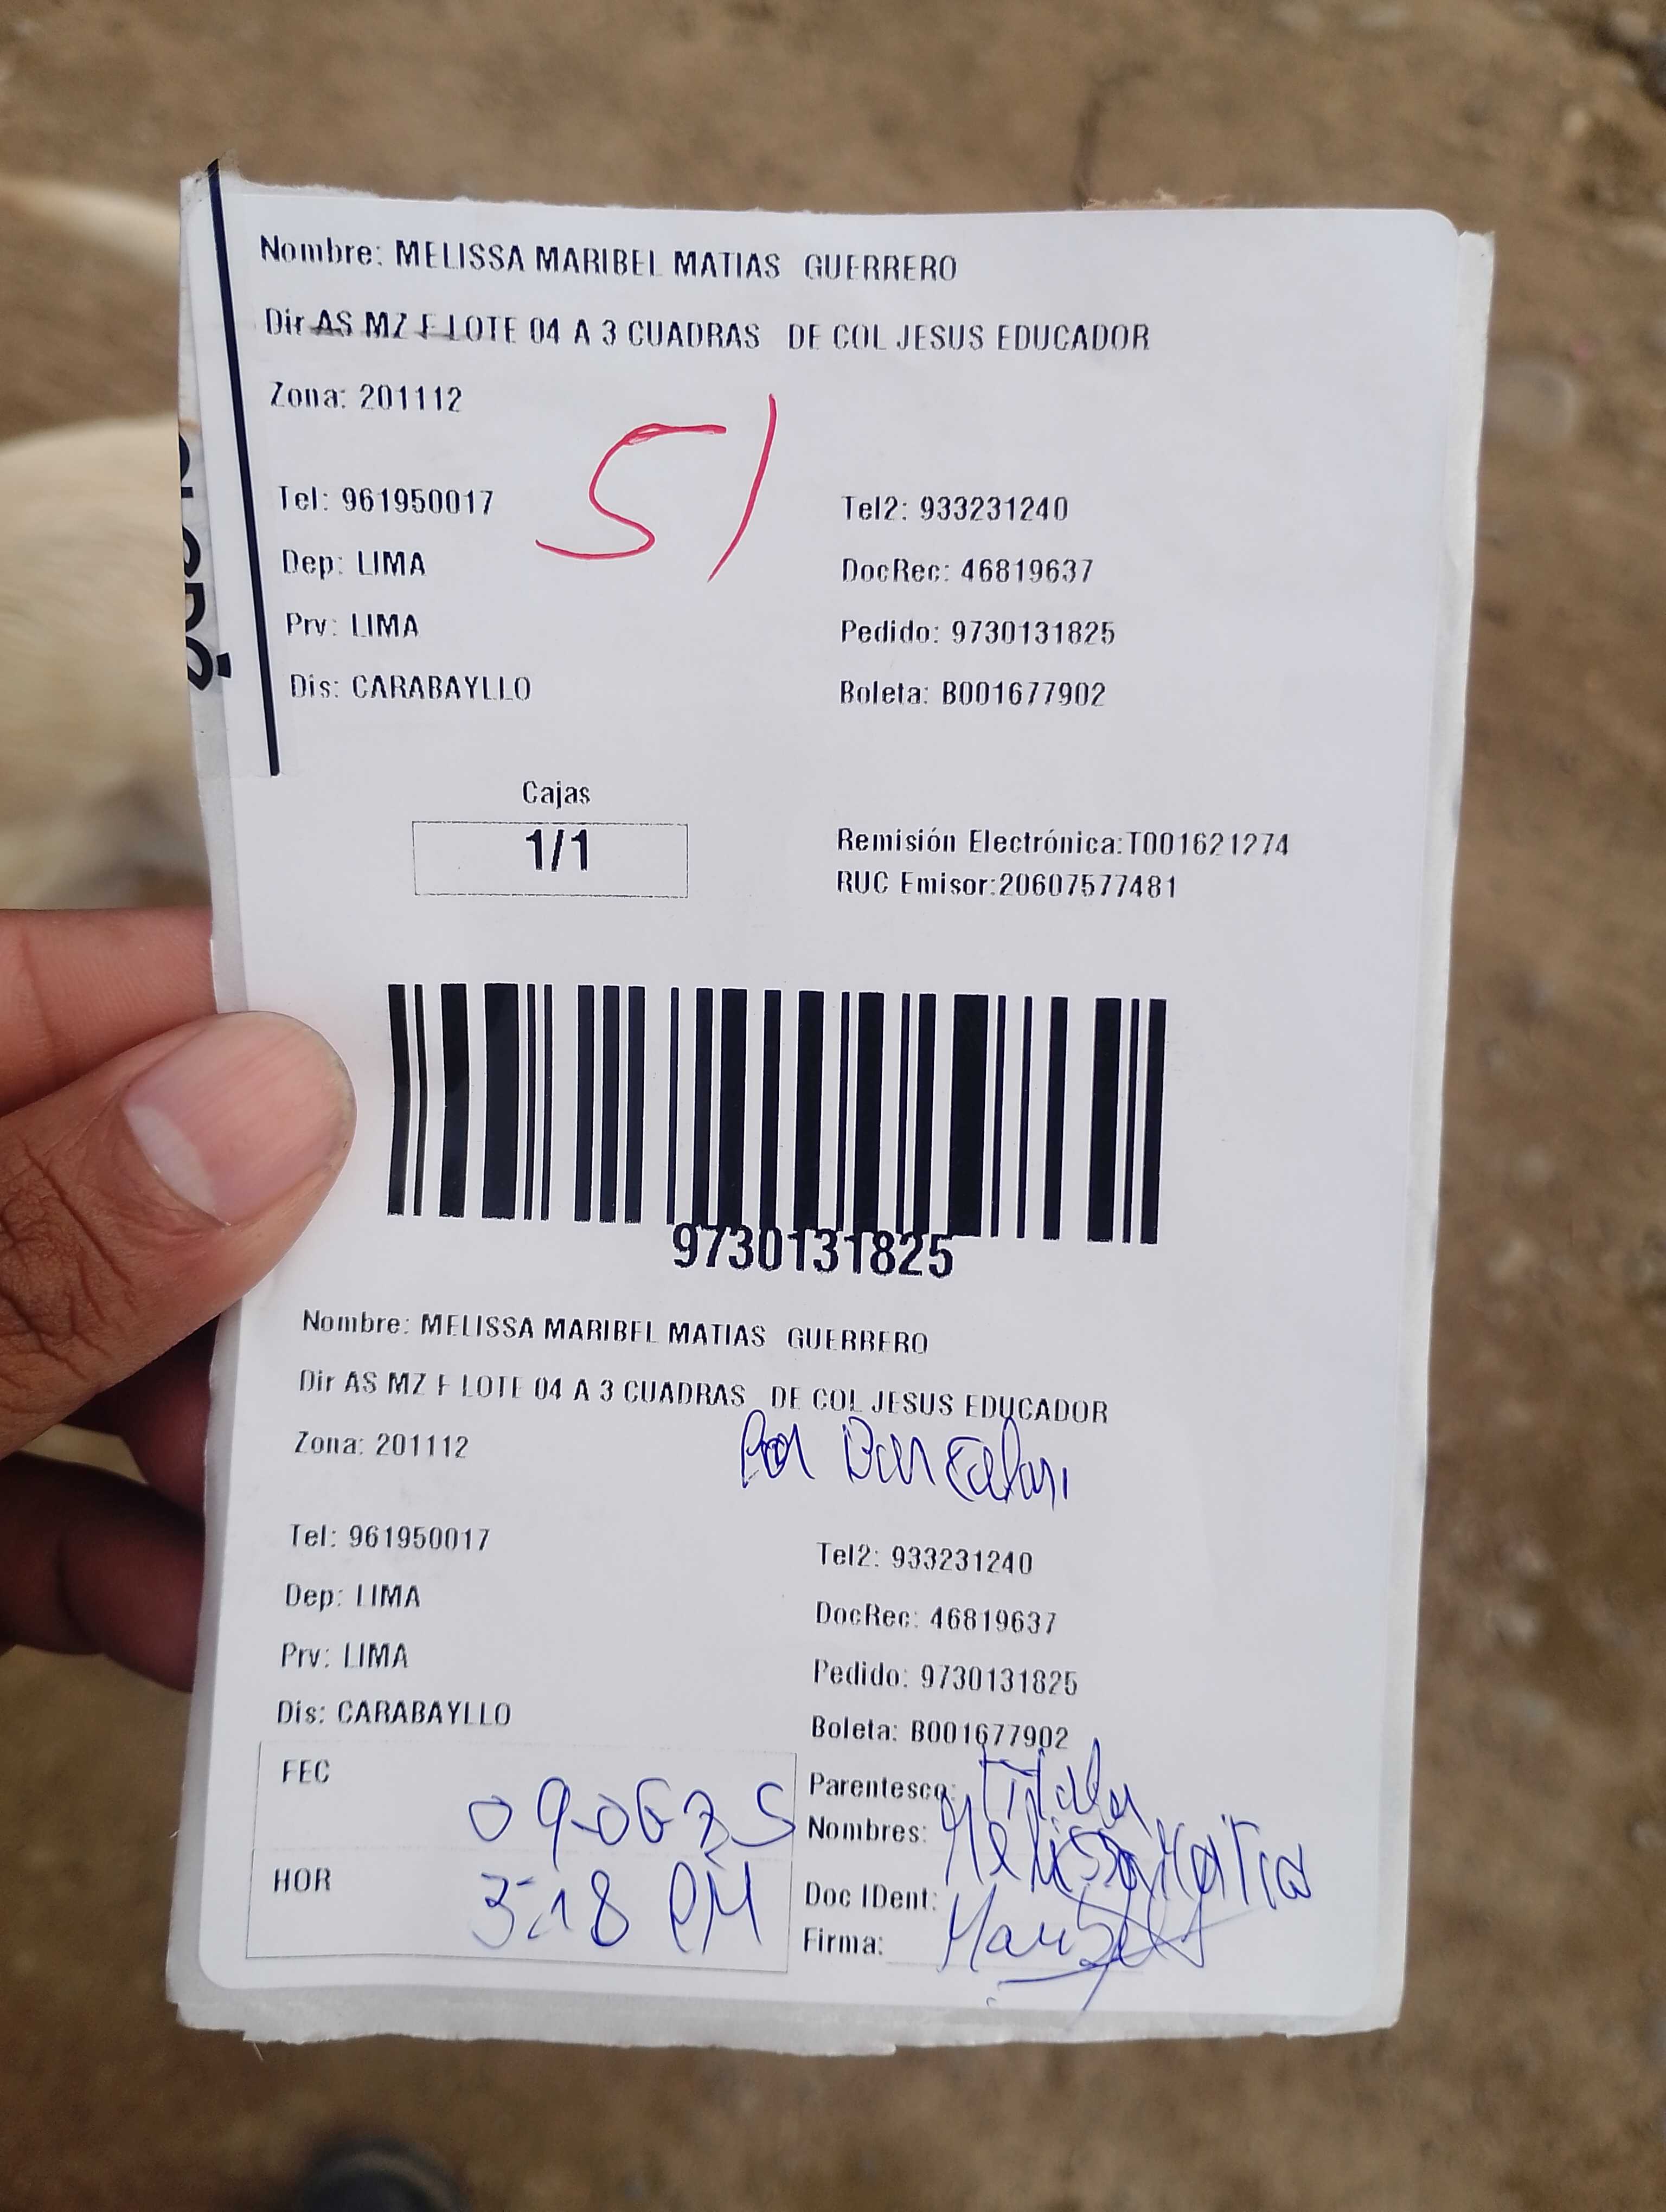 Nombre: MELISSA MARIBEL MATIAS GUERRERO
Dir AS MZ F LOTE 04 A 3 CUADRAS DE COL JESUS EDUCADOR
Zona: 201112
51
Tel: 961950017 Tel2: 933231240
Dep: LIMA DocRec: 46819637
Prv: LIMA Pedido: 9730131825
Dis: CARABAYLLO Boleta: B001677902
Cajas
1/1
Remisión Electrónica:T001621274
RUC Emisor:20607577481
9730131825
Nombre: MELISSA MARIBEL MATIAS GUERRERO
Dir AS MZ F LOTE 04 A 3 CUADRAS DE COL JESUS EDUCADOR
Zona: 201112
Tel: 961950017 Tel2: 933231240
Dep: LIMA DocRec: 46819637
Prv: LIMA Pedido: 9730131825
Dis: CARABAYLLO Boleta: B001677902
FEC 09-06 25
HOR 3:18 PM
Parentesco: Titular
Nombres: Melissa Matias
Doc IDent:
Firma: